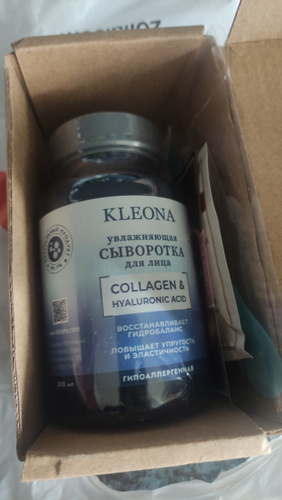 KLEONA
увлажняющая
СЫВОРОТКА
для лица
COLLAGEN &
HYALURONIC ACID
ВОССТАНАВЛИВАЕТ
ГИДРОБАЛАНС
ПОВЫШАЕТ УПРУГОСТЬ
И ЭЛАСТИЧНОСТЬ
ГИПОАЛЛЕРГЕННАЯ